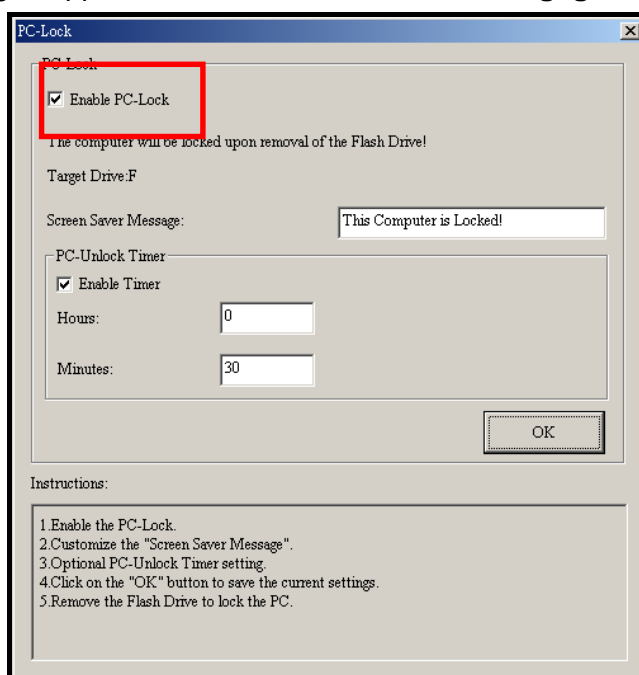 PC-Lock
PC-Lock
Enable PC-Lock
The computer will be locked upon removal of the Flash Drive!
Target Drive:F
Screen Saver Message:
This Computer is Locked!
PC-Unlock Timer
Enable Timer
Hours:
0
Minutes:
30
OK
Instructions:
1.Enable the PC-Lock.
2.Customize the "Screen Saver Message".
3.Optional PC-Unlock Timer setting.
4.Click on the "OK" button to save the current settings.
5.Remove the Flash Drive to lock the PC.